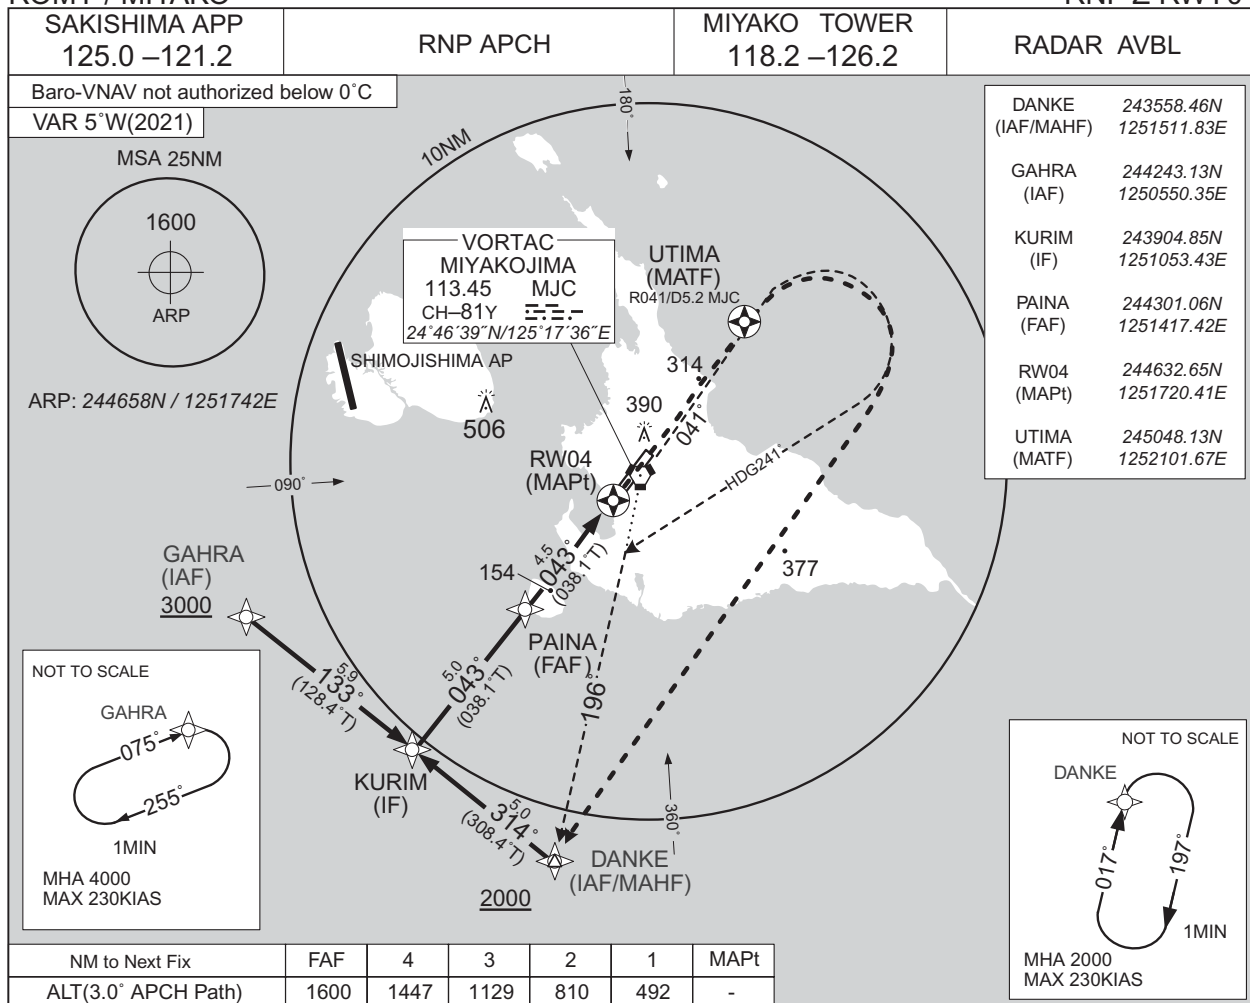 SAKISHIMA APP
125.0 –121.2
RNP APCH
MIYAKO TOWER
118.2 –126.2
RADAR AVBL
Baro-VNAV not authorized below 0˚C
VAR 5˚W(2021)
MSA 25NM
1600
ARP
ARP: 244658N / 1251742E
10NM
180˚
090˚
360˚
VORTAC
MIYAKOJIMA
113.45 MJC
CH–81Y
24˚46´39˝N/125˚17´36˝E
SHIMOJISHIMA AP
506
UTIMA
(MATF)
R041/D5.2 MJC
314
390
041˚
HDG241˚
377
RW04
(MAPt)
4.5
043˚
(038.1˚T)
154
PAINA
(FAF)
5.0
043˚
(038.1˚T)
196˚
GAHRA
(IAF)
3000
5.9
133˚
(128.4˚T)
KURIM
(IF)
5.0
314˚
(308.4˚T)
DANKE
(IAF/MAHF)
2000
DANKE 243558.46N
(IAF/MAHF) 1251511.83E
GAHRA 244243.13N
(IAF) 1250550.35E
KURIM 243904.85N
(IF) 1251053.43E
PAINA 244301.06N
(FAF) 1251417.42E
RW04 244632.65N
(MAPt) 1251720.41E
UTIMA 245048.13N
(MATF) 1252101.67E
NOT TO SCALE
GAHRA
075˚
255˚
1MIN
MHA 4000
MAX 230KIAS
NOT TO SCALE
DANKE
017˚
197˚
1MIN
MHA 2000
MAX 230KIAS
NM to Next Fix FAF 4 3 2 1 MAPt
ALT(3.0˚ APCH Path) 1600 1447 1129 810 492 -